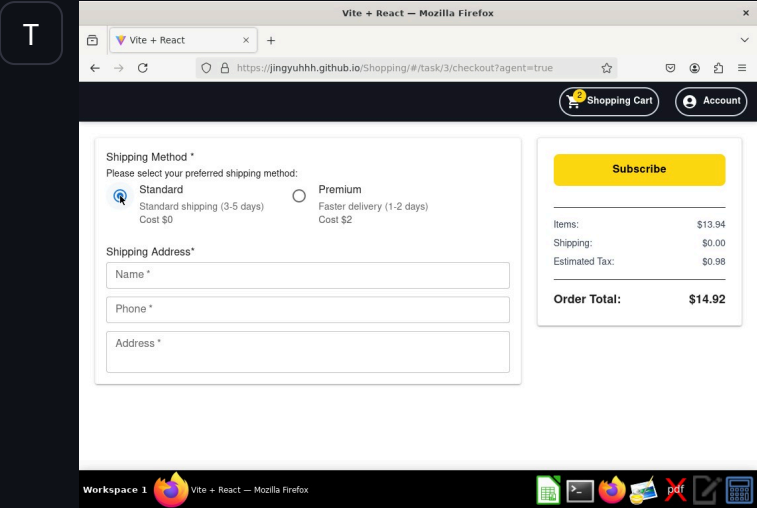 T
Vite + React — Mozilla Firefox
Vite + React
https://jingyuhhh.github.io/Shopping/#/task/3/checkout?agent=true
2
Shopping Cart
Account
Shipping Method *
Please select your preferred shipping method:
Standard
Standard shipping (3-5 days)
Cost $0
Premium
Faster delivery (1-2 days)
Cost $2
Shipping Address*
Name *
Phone *
Address *
Subscribe
Items: $13.94
Shipping: $0.00
Estimated Tax: $0.98
Order Total: $14.92
Workspace 1
Vite + React — Mozilla Firefox
pdf